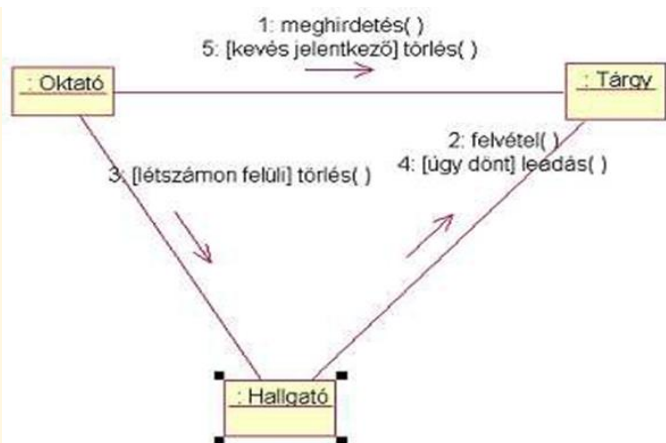 1: meghirdetés( )
5: [kevés jelentkező] törlés( )
: Oktató
: Tárgy
2: felvétel( )
4: [úgy dönt] leadás( )
3: [létszámon felüli] törlés( )
: Hallgató